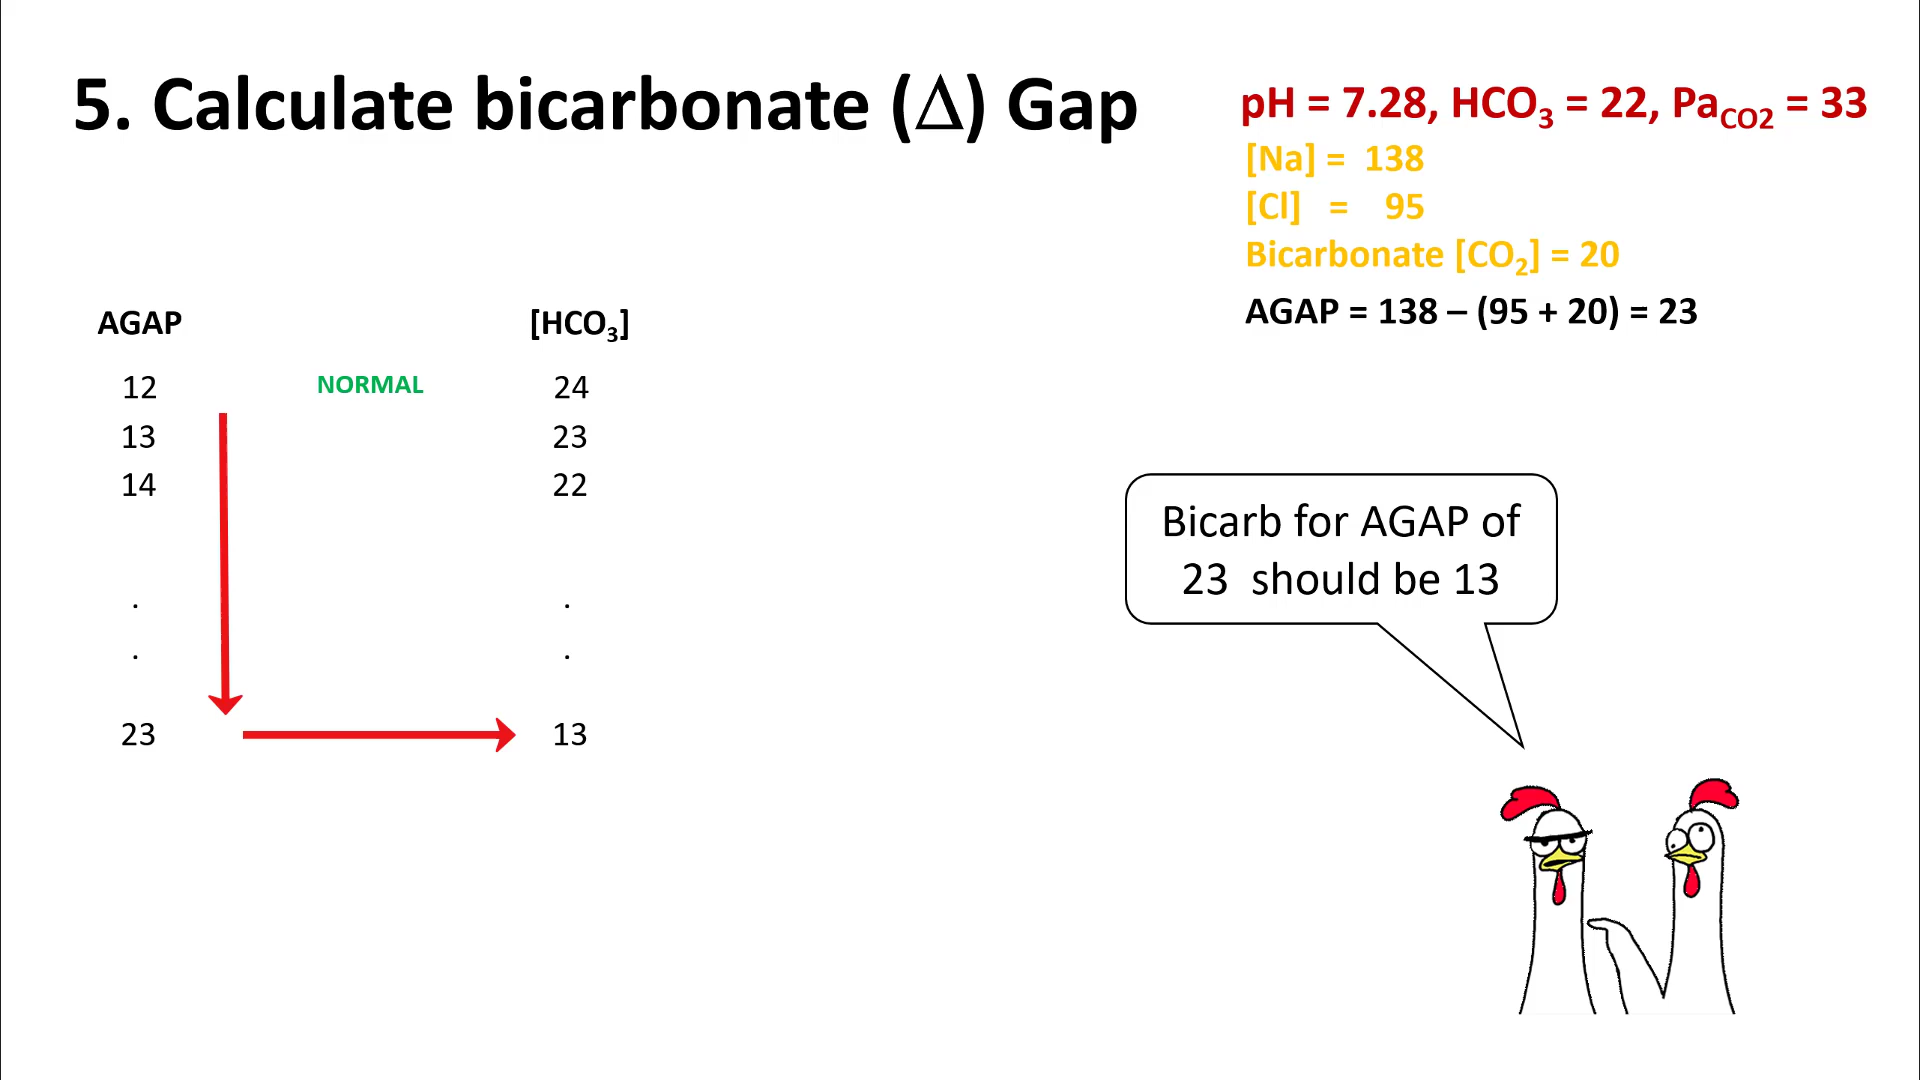 5. Calculate bicarbonate (Δ) Gap
pH = 7.28, HCO₃ = 22, Pa_CO2 = 33
[Na] = 138
[Cl] = 95
Bicarbonate [CO₂] = 20
AGAP = 138 – (95 + 20) = 23
AGAP [HCO₃]
12 NORMAL 24
13 23
14 22
. .
. .
23 13
Bicarb for AGAP of
23 should be 13